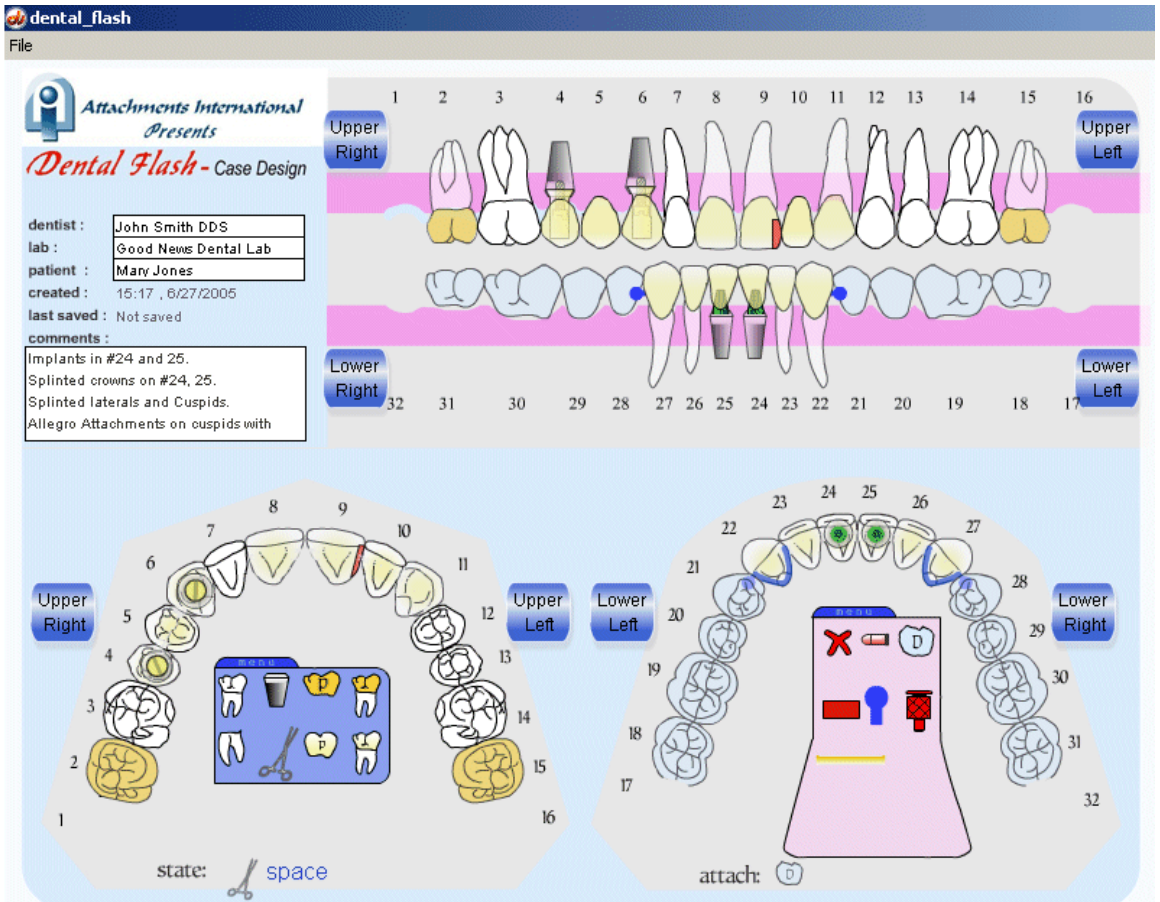 dental_flash
File
Attachments International
Presents
Dental Flash - Case Design
dentist : John Smith DDS
lab : Good News Dental Lab
patient : Mary Jones
created : 15:17 , 6/27/2005
last saved : Not saved
comments :
Implants in #24 and 25.
Splinted crowns on #24, 25.
Splinted laterals and Cuspids.
Allegro Attachments on cuspids with
1 2 3 4 5 6 7 8 9 10 11 12 13 14 15 16
Upper Right
Upper Left
Lower Right
Lower Left
32 31 30 29 28 27 26 25 24 23 22 21 20 19 18 17
8 9
7 10
6 11
5 12
4 13
3 14
2 15
1 16
Upper Right
Upper Left
menu
p
p
state: space
24 25
23 26
22 27
21 28
20 29
19 30
18 31
17 32
Lower Left
Lower Right
menu
D
attach: D